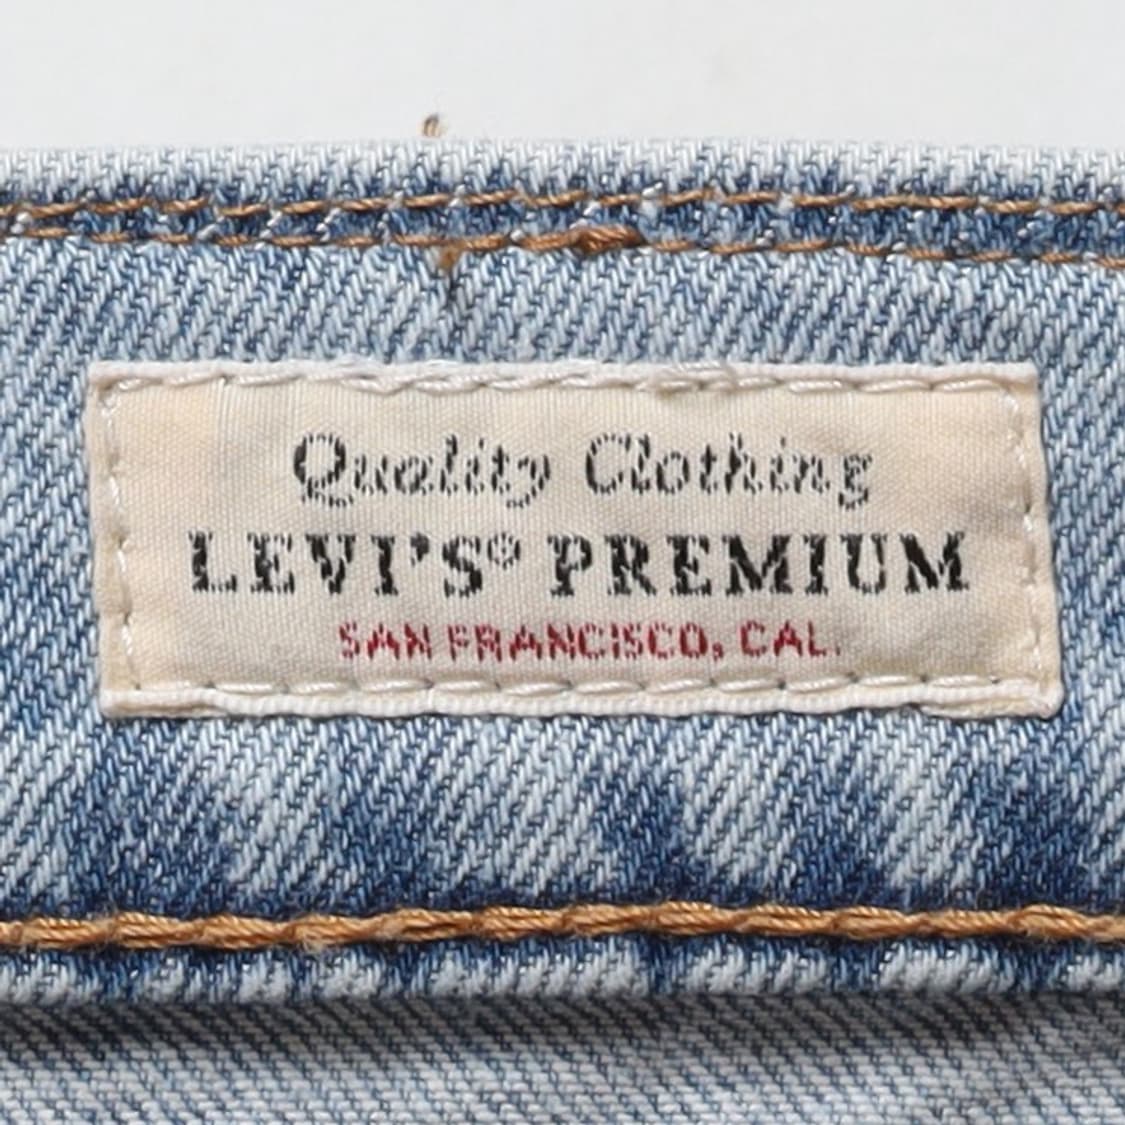 Quality Clothing
LEVI'S® PREMIUM
SAN FRANCISCO, CAL.